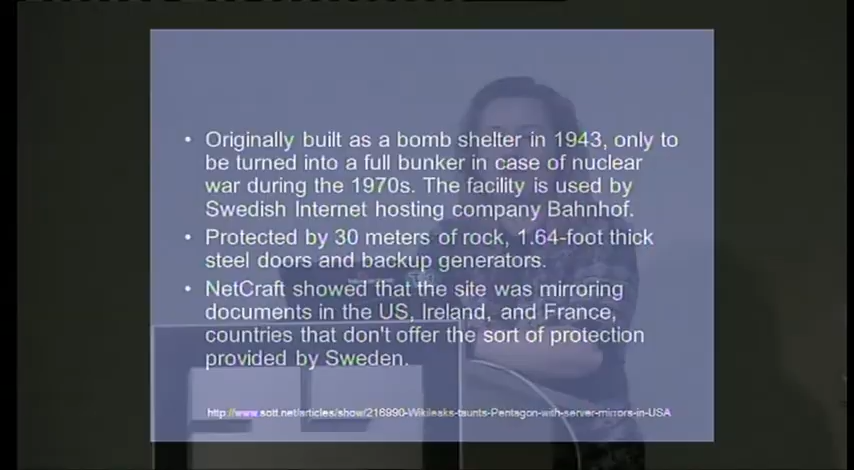 • Originally built as a bomb shelter in 1943, only to
be turned into a full bunker in case of nuclear
war during the 1970s. The facility is used by
Swedish Internet hosting company Bahnhof.
• Protected by 30 meters of rock, 1.64-foot thick
steel doors and backup generators.
• NetCraft showed that the site was mirroring
documents in the US, Ireland, and France,
countries that don't offer the sort of protection
provided by Sweden.
http://www.sott.net/articles/show/216990-Wikileaks-taunts-Pentagon-with-server-mirrors-in-USA